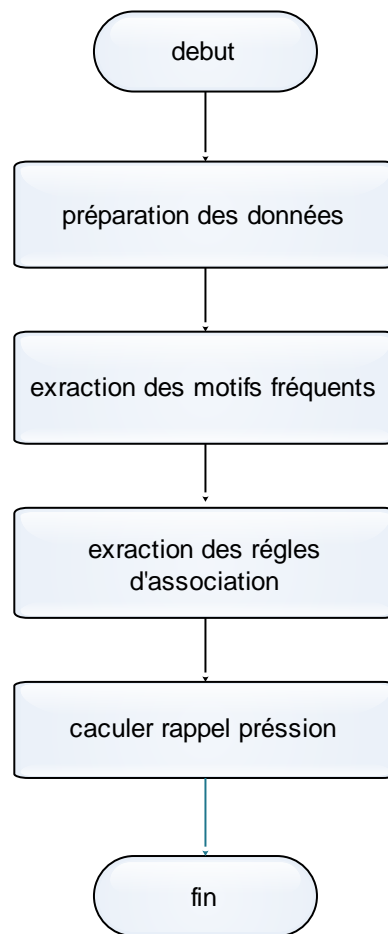 debut
préparation des données
exraction des motifs fréquents
exraction des régles
d'association
caculer rappel préssion
fin